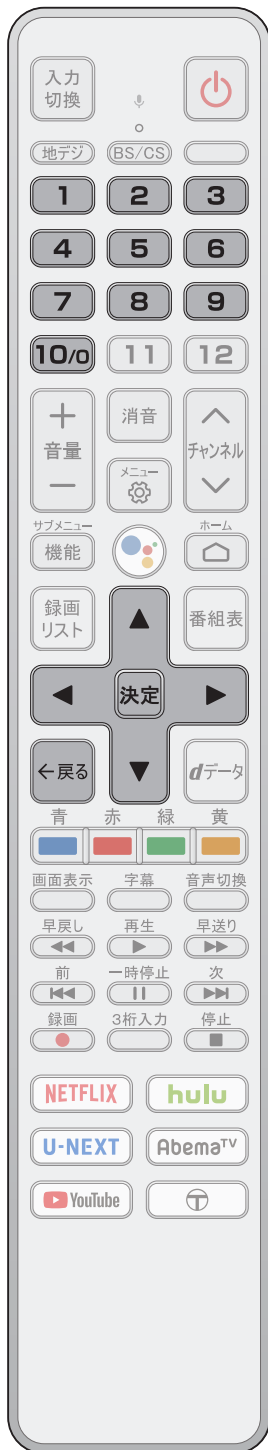 入力
切換
地デジ BS/CS
1 2 3
4 5 6
7 8 9
10/0 11 12
+ 消音
音量 チャンネル
− メニュー
サブメニュー ホーム
機能
録画
リスト
番組表
決定
←戻る dデータ
青 赤 緑 黄
画面表示 字幕 音声切換
早戻し 再生 早送り
前 一時停止 次
録画 3桁入力 停止
NETFLIX hulu
U-NEXT AbemaTV
YouTube T